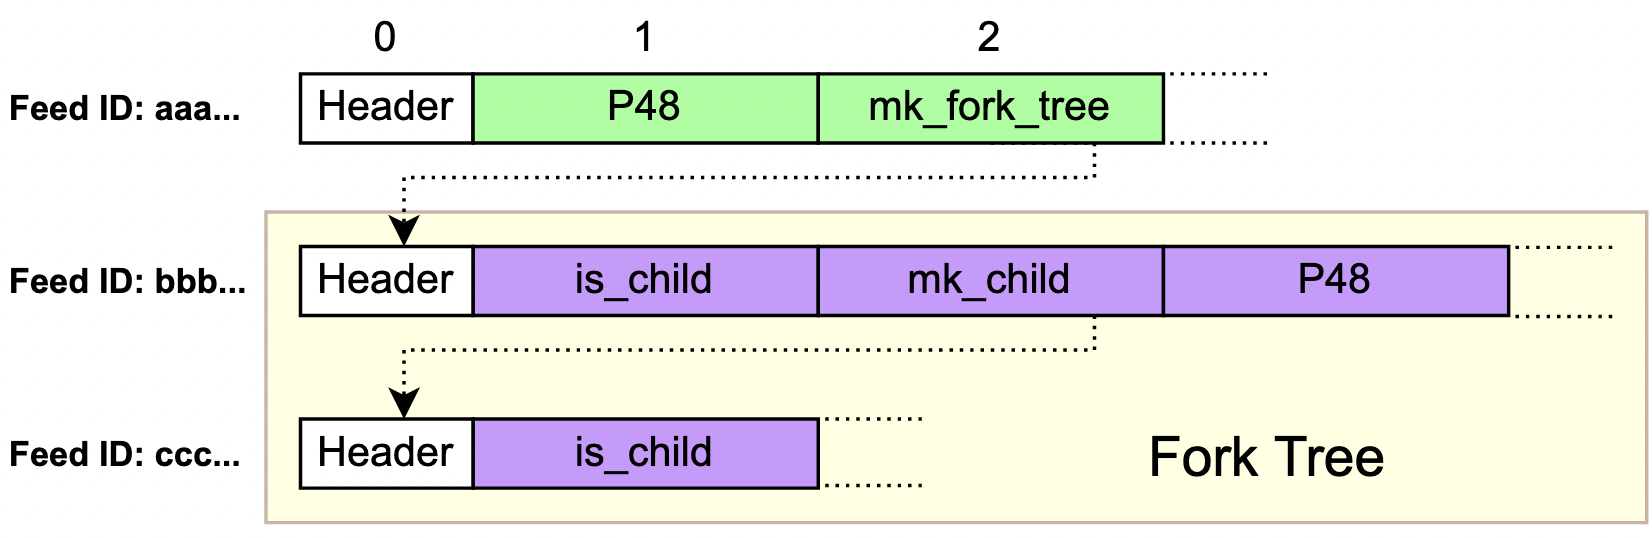 0 1 2
Feed ID: aaa... Header P48 mk_fork_tree
Feed ID: bbb... Header is_child mk_child P48
Feed ID: ccc... Header is_child
Fork Tree